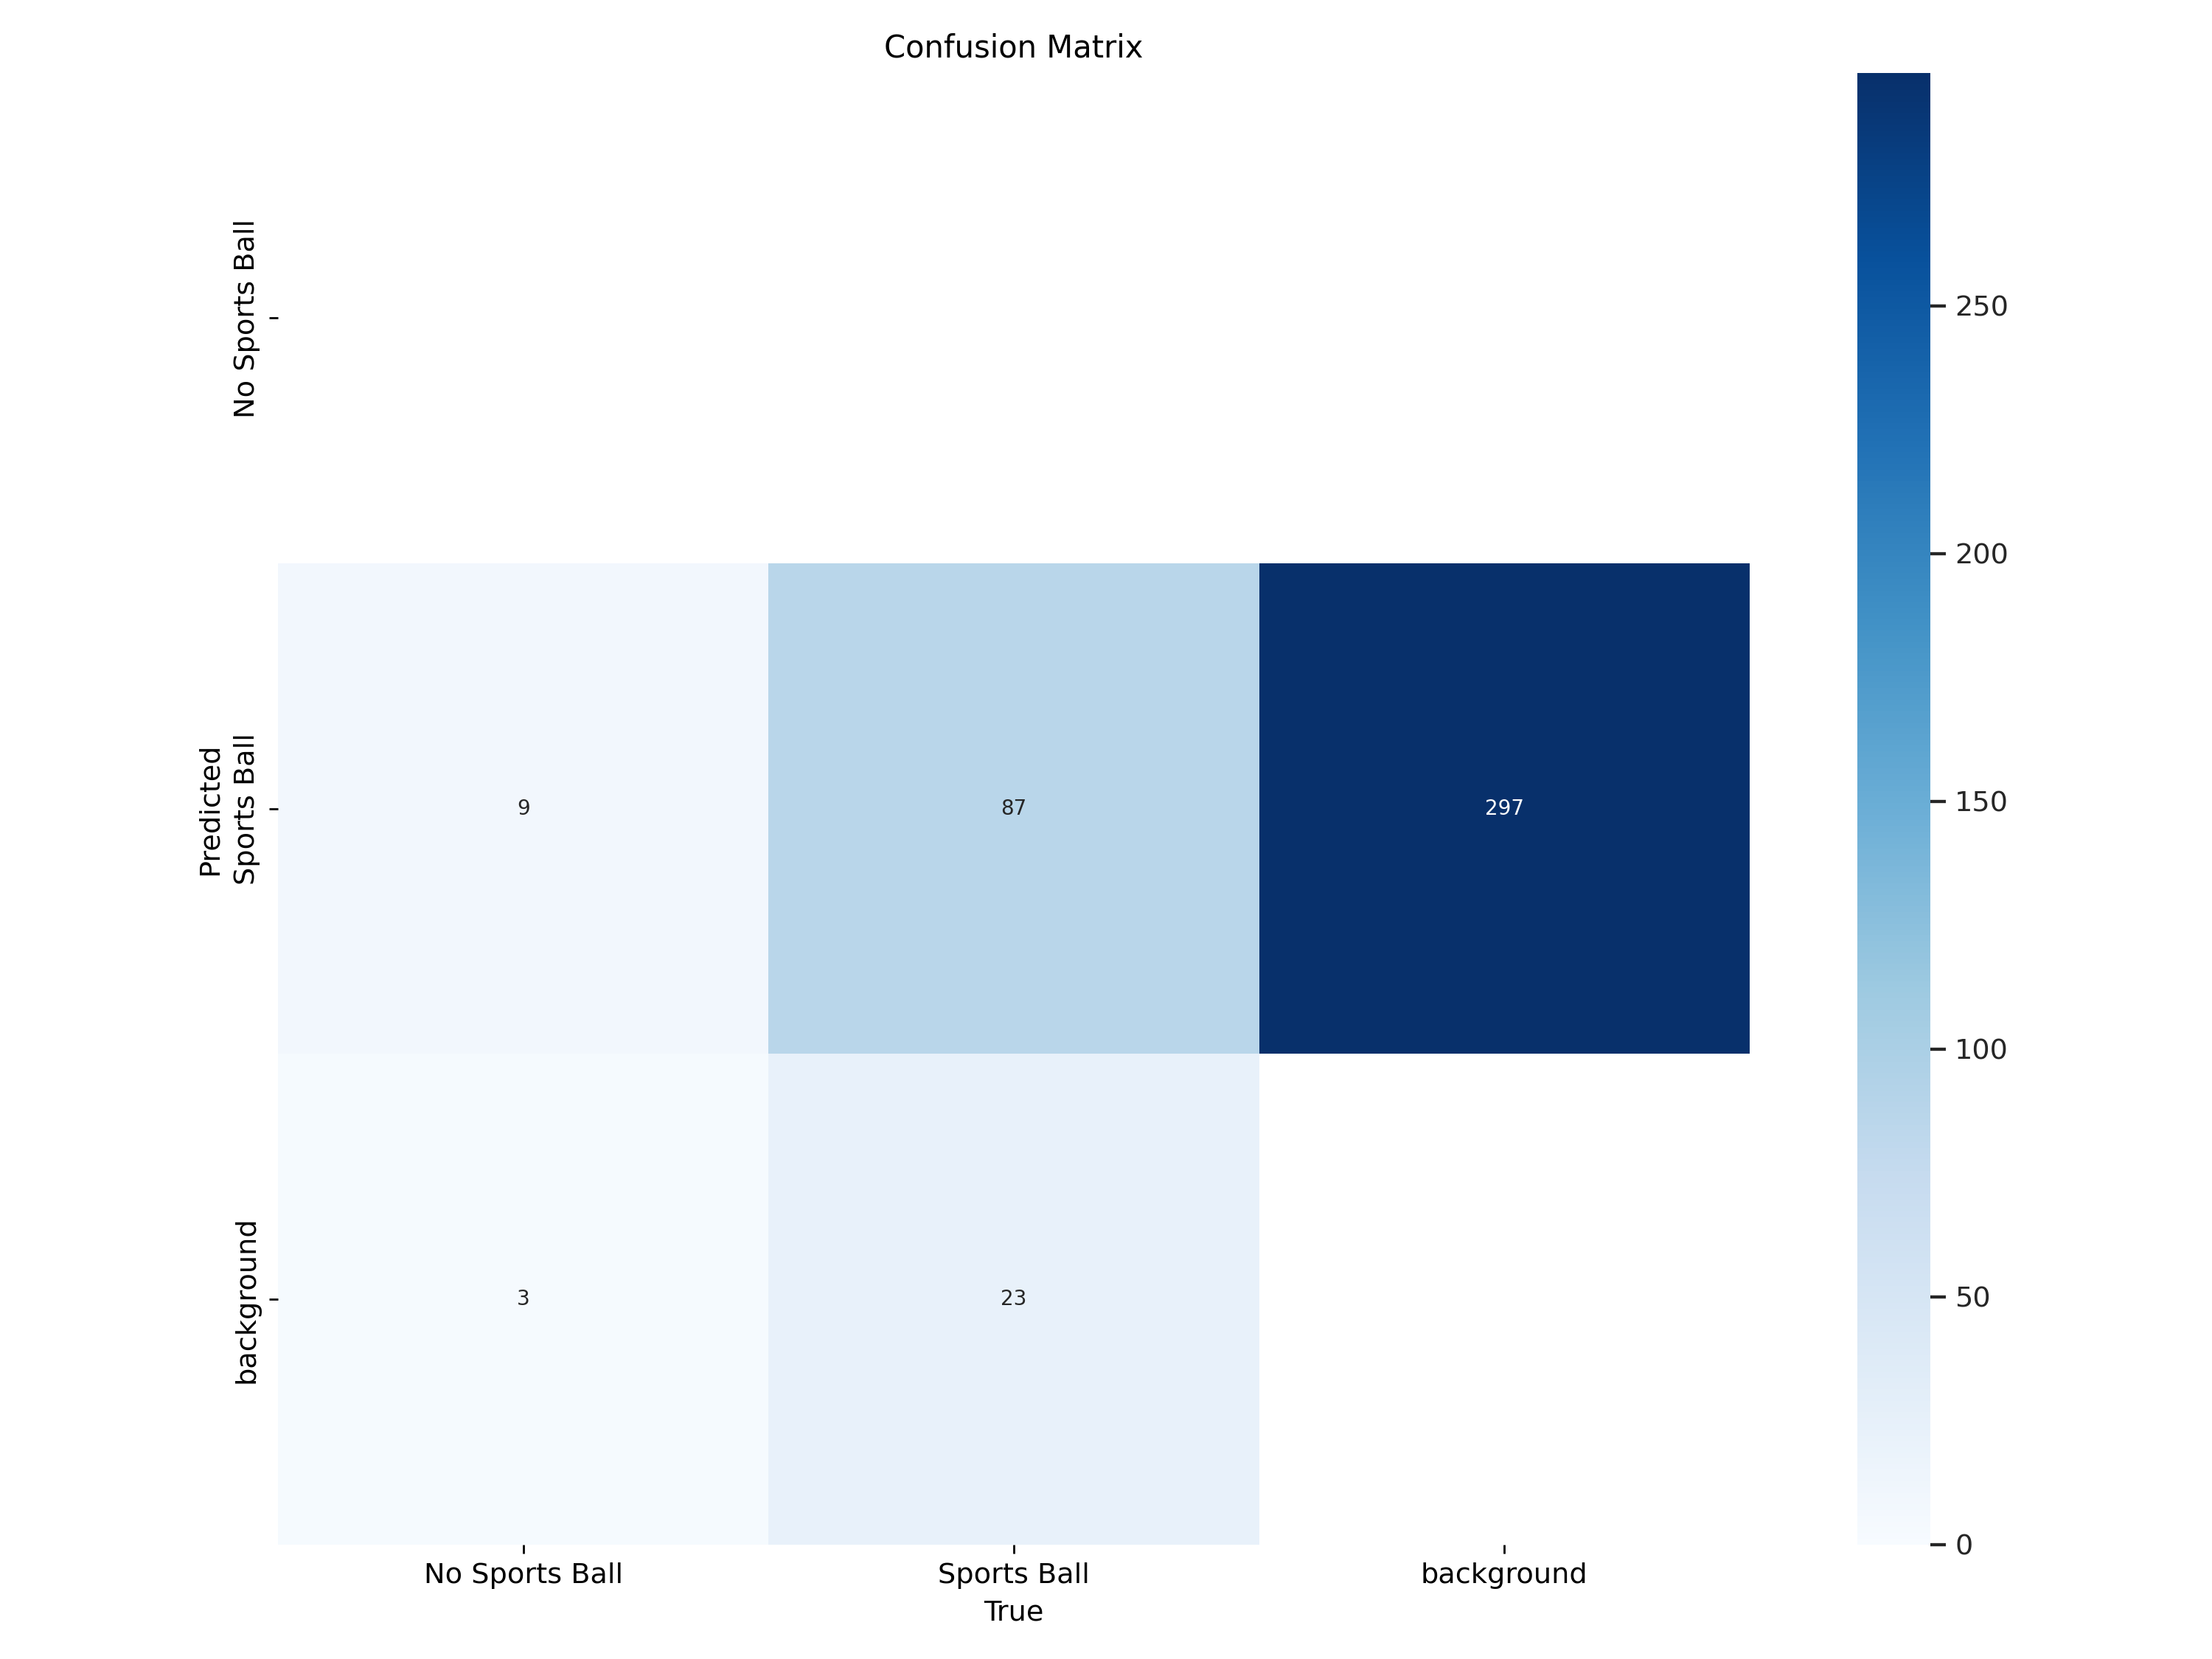 Confusion Matrix
No Sports Ball
Predicted
Sports Ball
background
9
87
297
3
23
No Sports Ball
Sports Ball
background
True
250
200
150
100
50
0